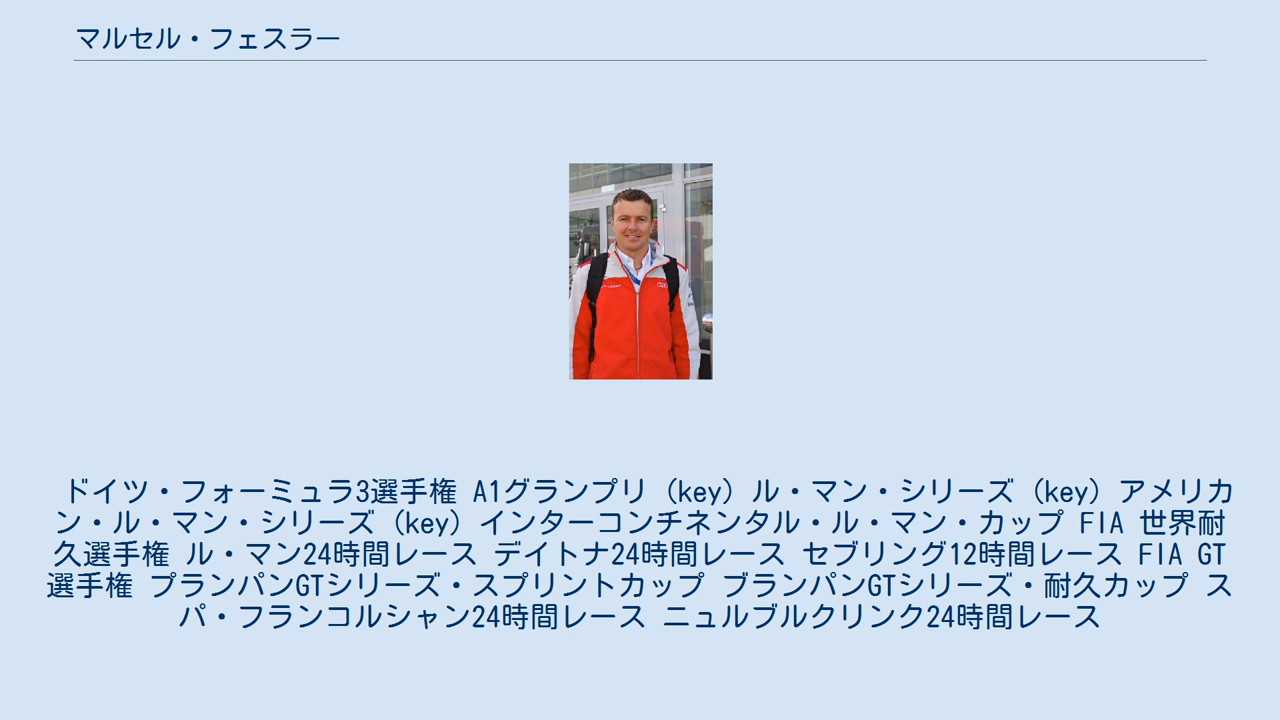 マルセル・フェスラー
ドイツ・フォーミュラ3選手権 A1グランプリ（key）ル・マン・シリーズ（key）アメリカ
ン・ル・マン・シリーズ（key）インターコンチネンタル・ル・マン・カップ FIA 世界耐
久選手権 ル・マン24時間レース デイトナ24時間レース セブリング12時間レース FIA GT
選手権 ブランパンGTシリーズ・スプリントカップ ブランパンGTシリーズ・耐久カップ ス
パ・フランコルシャン24時間レース ニュルブルクリンク24時間レース